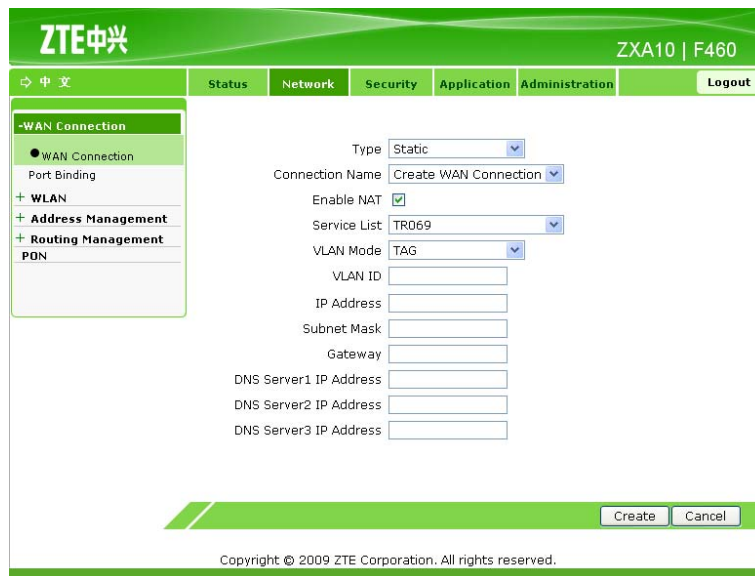 ZTE中兴
ZXA10 | F460
中 文
Status Network Security Application Administration Logout
-WAN Connection
WAN Connection
Port Binding
+ WLAN
+ Address Management
+ Routing Management
PON
Type Static
Connection Name Create WAN Connection
Enable NAT
Service List TR069
VLAN Mode TAG
VLAN ID
IP Address
Subnet Mask
Gateway
DNS Server1 IP Address
DNS Server2 IP Address
DNS Server3 IP Address
Create Cancel
Copyright © 2009 ZTE Corporation. All rights reserved.